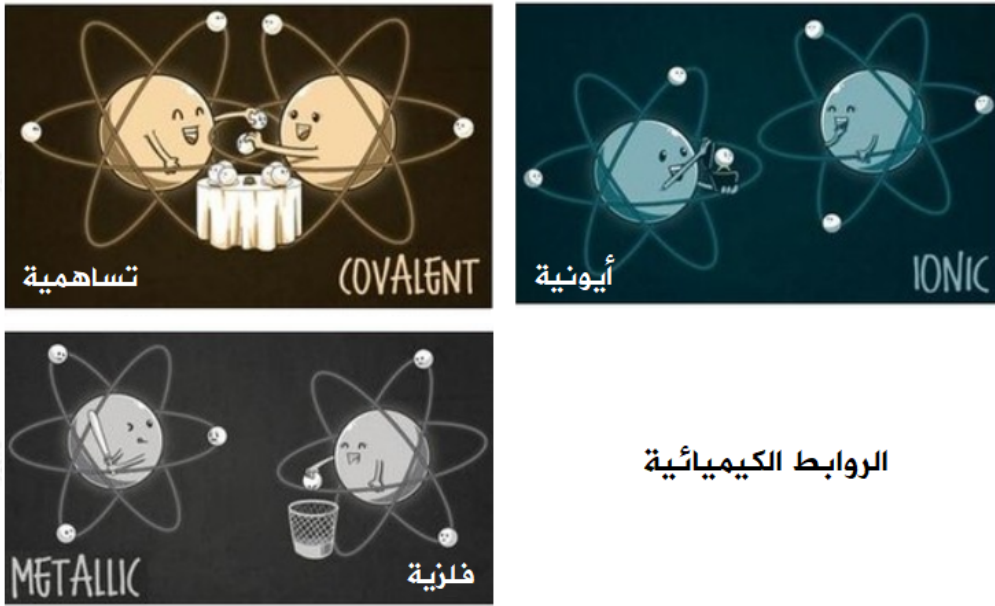 تساهمية
COVALENT
أيونية
IONIC
METALLIC
فلزية
الروابط الكيميائية